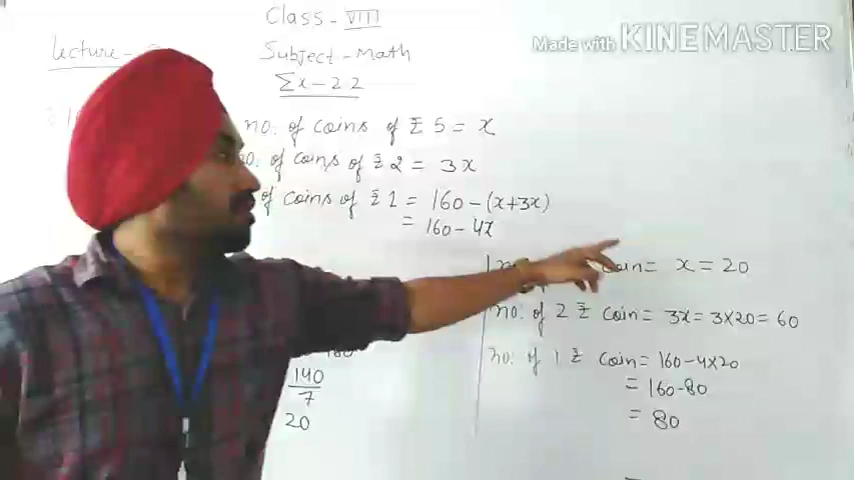 Class - VIII
Lecture -
Subject - Math
Σx - 2.2
no. of coins of ₹ 5 = x
no. of coins of ₹ 2 = 3x
of coins of ₹ 1 = 160 - (x+3x)
= 160 - 4x
coin = x = 20
no. of 2 ₹ coin = 3x = 3x20 = 60
no. of 1 ₹ coin = 160-4x20
= 160-80
= 80
140
7
20
Made with KINEMASTER